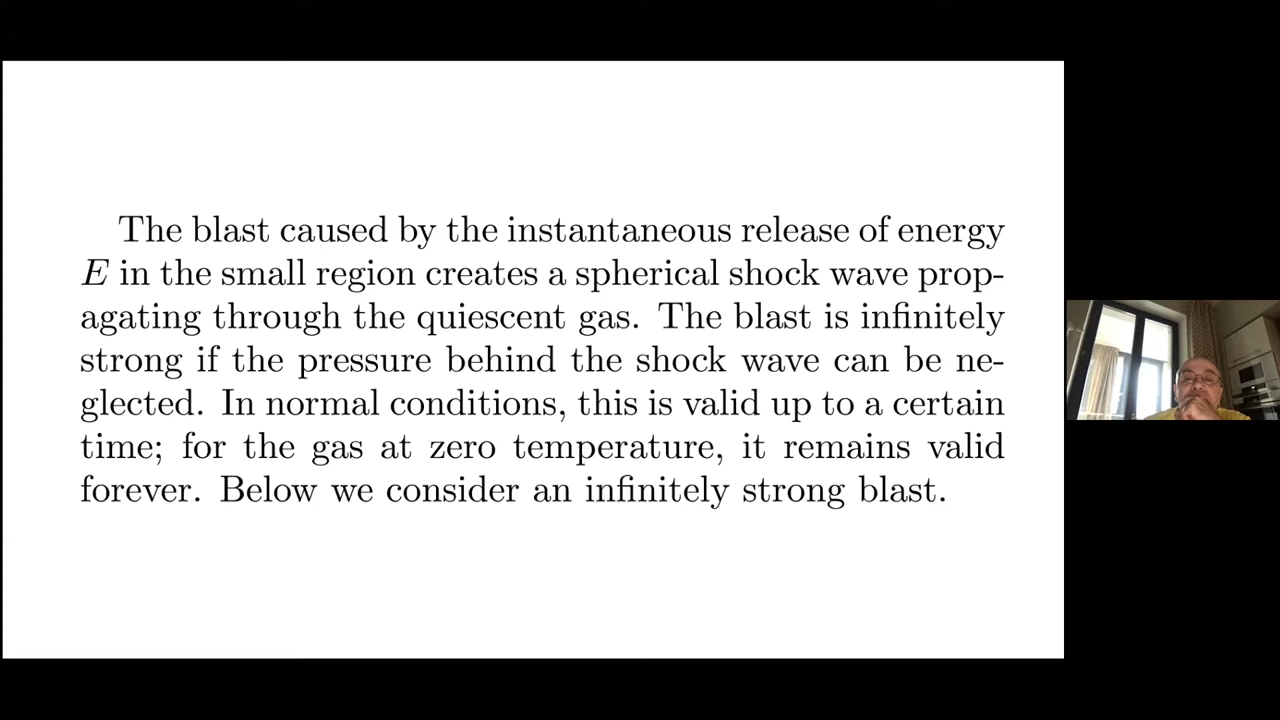 The blast caused by the instantaneous release of energy
E in the small region creates a spherical shock wave prop-
agating through the quiescent gas. The blast is infinitely
strong if the pressure behind the shock wave can be ne-
glected. In normal conditions, this is valid up to a certain
time; for the gas at zero temperature, it remains valid
forever. Below we consider an infinitely strong blast.